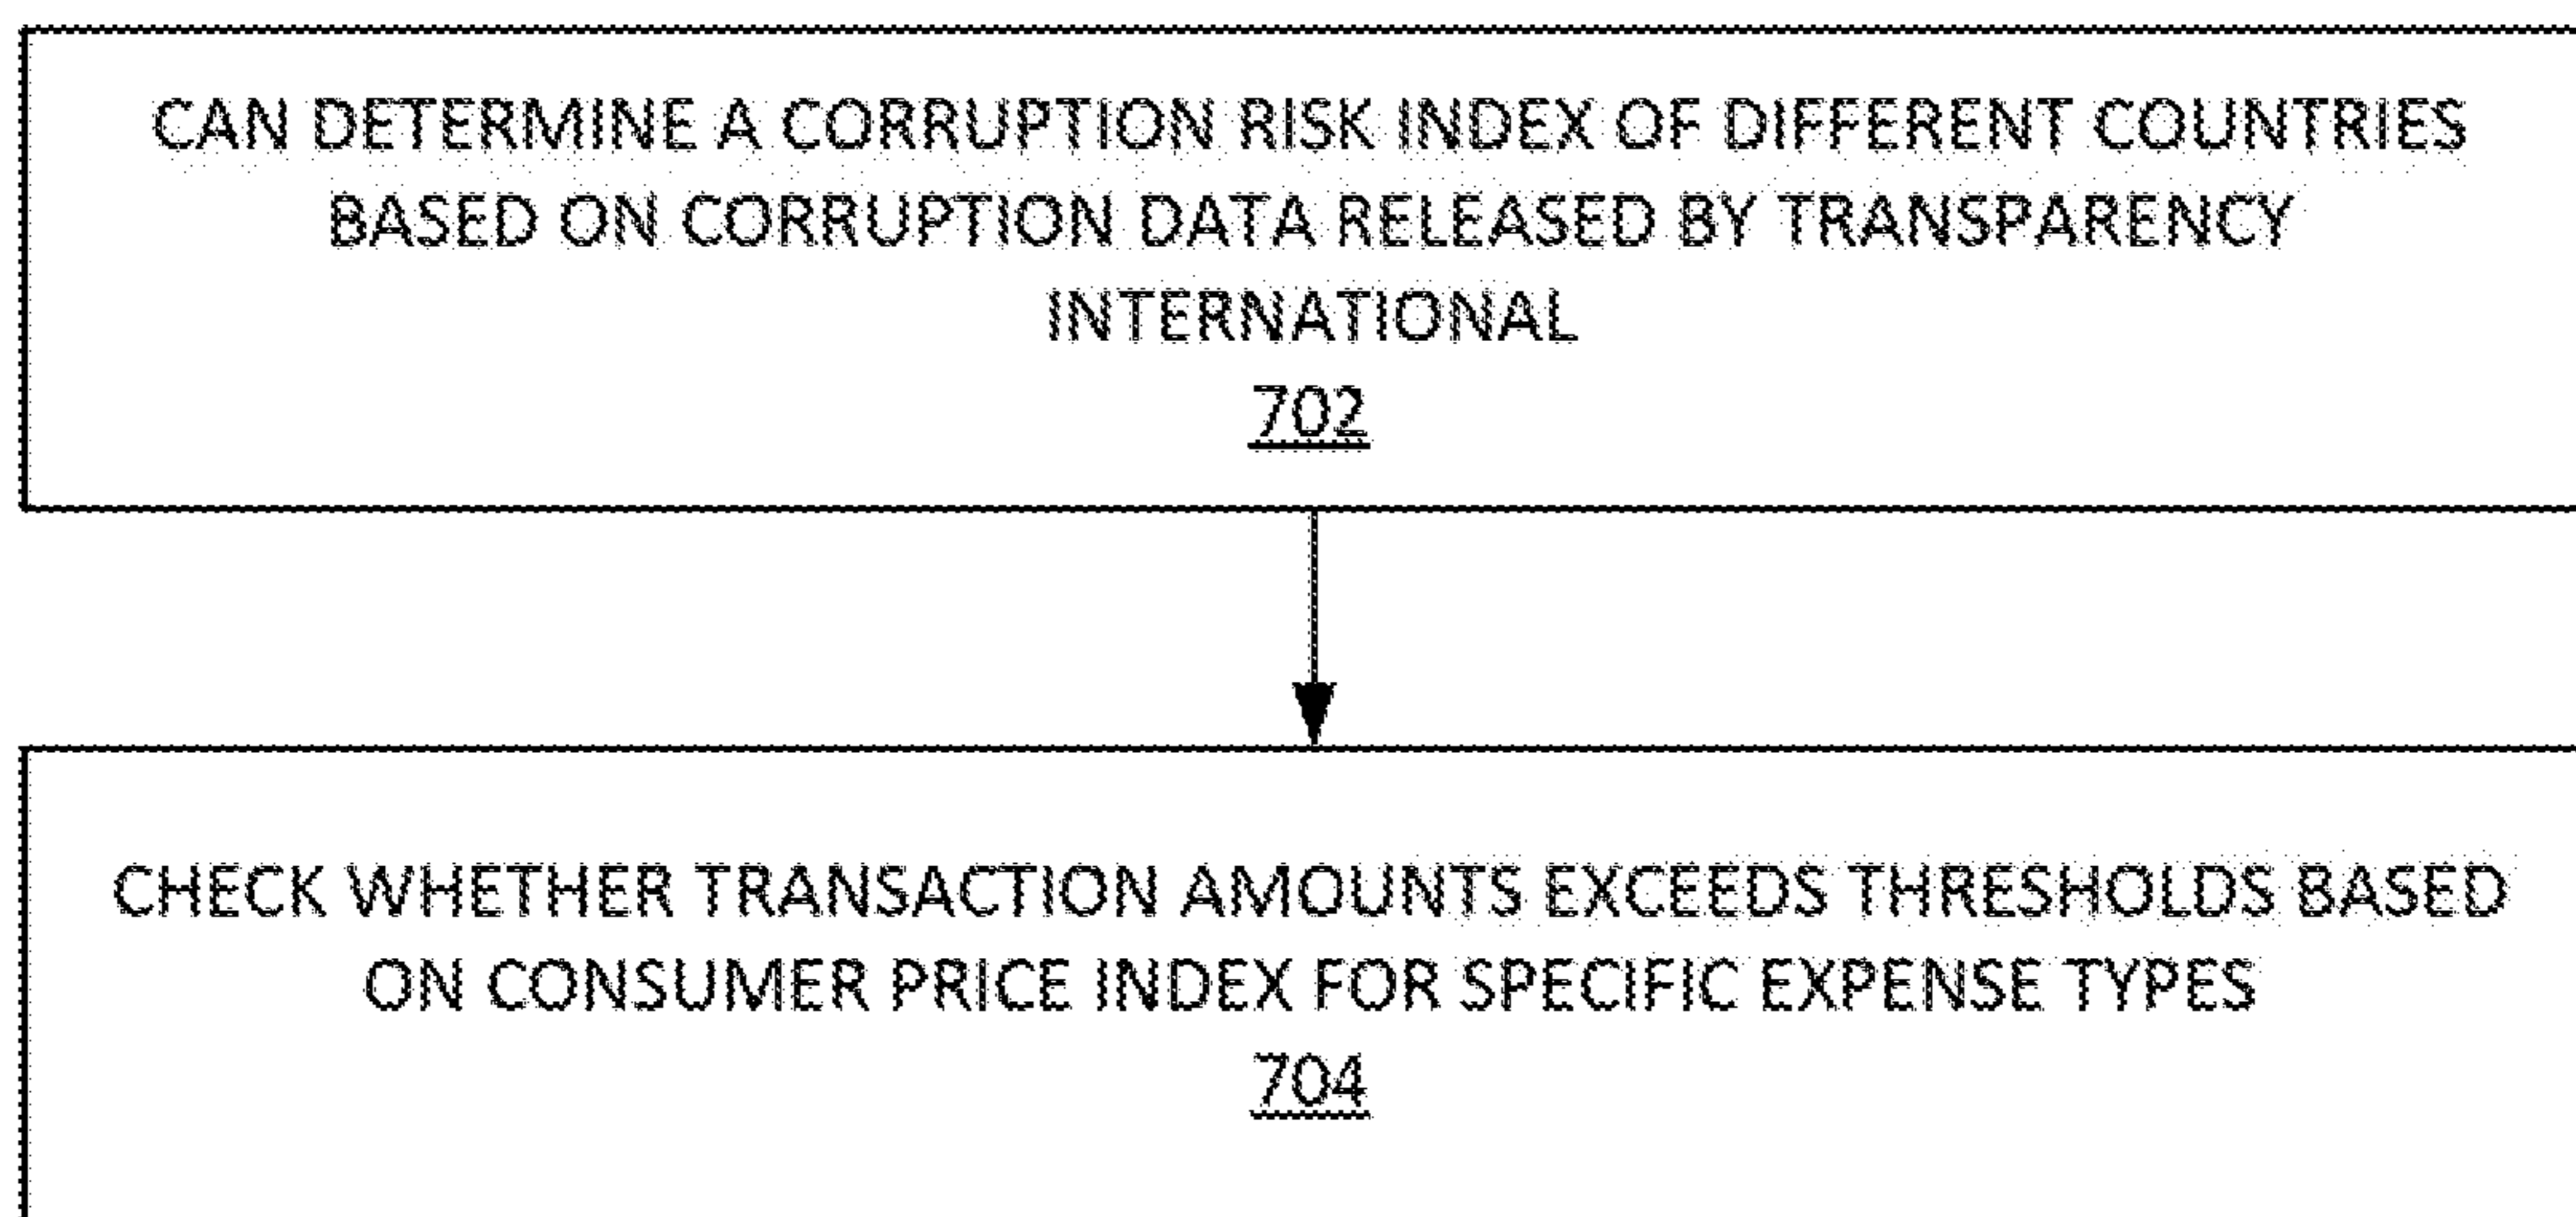 CAN DETERMINE A CORRUPTION RISK INDEX OF DIFFERENT COUNTRIES
BASED ON CORRUPTION DATA RELEASED BY TRANSPARENCY
INTERNATIONAL
702
CHECK WHETHER TRANSACTION AMOUNTS EXCEEDS THRESHOLDS BASED
ON CONSUMER PRICE INDEX FOR SPECIFIC EXPENSE TYPES
704